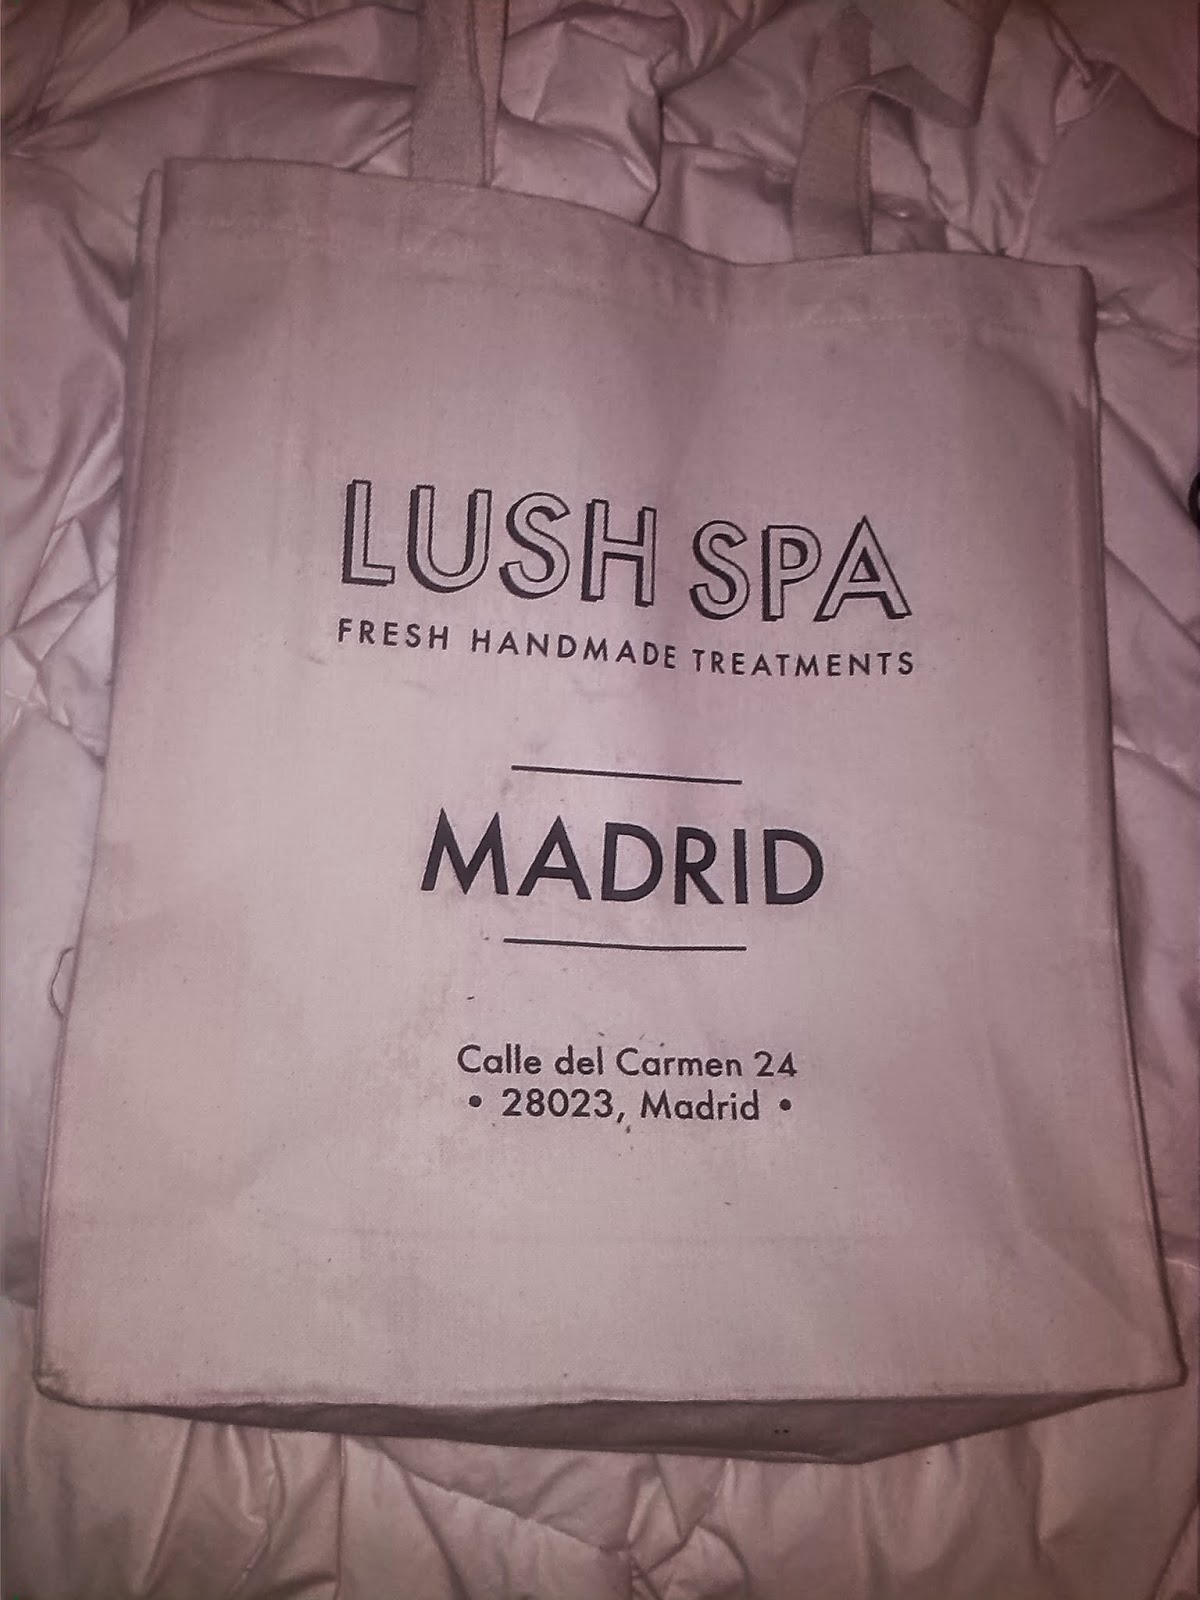 LUSH SPA
FRESH HANDMADE TREATMENTS
MADRID
Calle del Carmen 24
• 28023, Madrid •